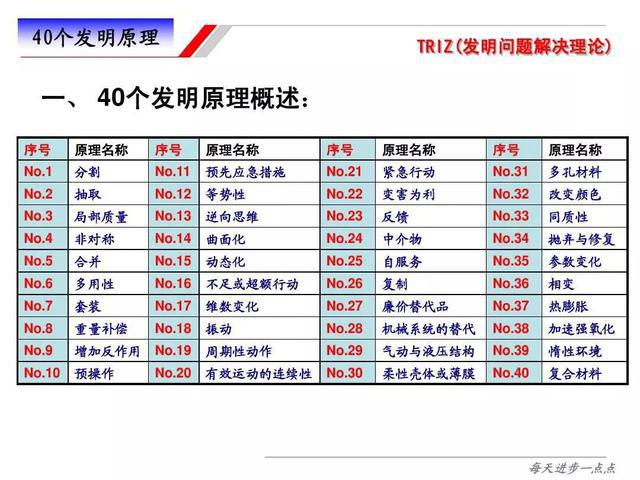 40个发明原理
TRIZ(发明问题解决理论)
一、 40个发明原理概述：
序号 原理名称 序号 原理名称 序号 原理名称 序号 原理名称
No.1 分割 No.11 预先应急措施 No.21 紧急行动 No.31 多孔材料
No.2 抽取 No.12 等势性 No.22 变害为利 No.32 改变颜色
No.3 局部质量 No.13 逆向思维 No.23 反馈 No.33 同质性
No.4 非对称 No.14 曲面化 No.24 中介物 No.34 抛弃与修复
No.5 合并 No.15 动态化 No.25 自服务 No.35 参数变化
No.6 多用性 No.16 不足或超额行动 No.26 复制 No.36 相变
No.7 套装 No.17 维数变化 No.27 廉价替代品 No.37 热膨胀
No.8 重量补偿 No.18 振动 No.28 机械系统的替代 No.38 加速强氧化
No.9 增加反作用 No.19 周期性动作 No.29 气动与液压结构 No.39 惰性环境
No.10 预操作 No.20 有效运动的连续性 No.30 柔性壳体或薄膜 No.40 复合材料
每天进步一点点